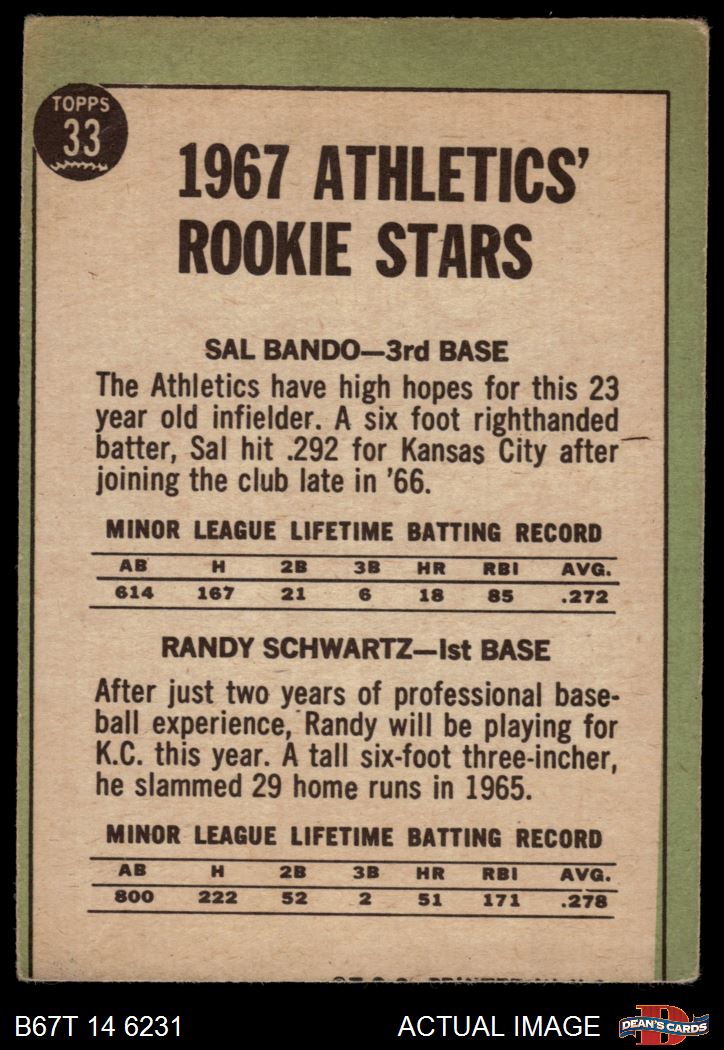 TOPPS
33
1967 ATHLETICS'
ROOKIE STARS
SAL BANDO—3rd BASE
The Athletics have high hopes for this 23
year old infielder. A six foot righthanded
batter, Sal hit .292 for Kansas City after
joining the club late in '66.
MINOR LEAGUE LIFETIME BATTING RECORD
AB H 2B 3B HR RBI AVG.
614 167 21 6 18 85 .272
RANDY SCHWARTZ—1st BASE
After just two years of professional base-
ball experience, Randy will be playing for
K.C. this year. A tall six-foot three-incher,
he slammed 29 home runs in 1965.
MINOR LEAGUE LIFETIME BATTING RECORD
AB H 2B 3B HR RBI AVG.
800 222 52 2 51 171 .278
B67T 14 6231 ACTUAL IMAGE
D
DEAN'S CARDS